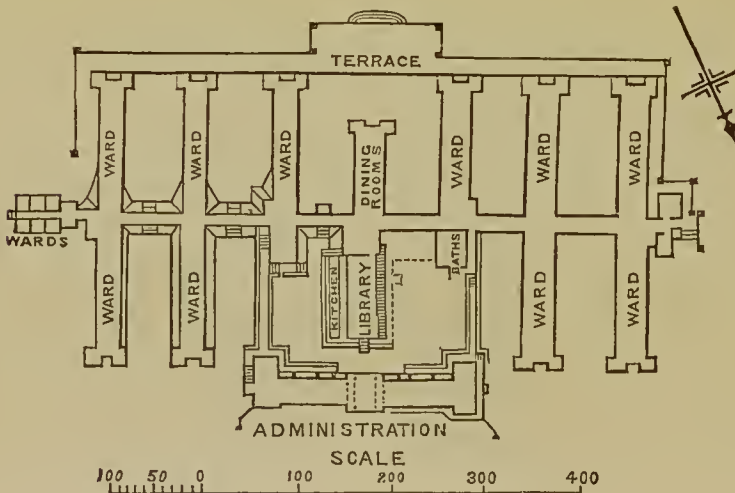 TERRACE
WARD
WARD
WARD
DINING
ROOMS
WARD
WARD
WARD
WARDS
WARD
WARD
KITCHEN
LIBRARY
BATHS
WARD
WARD
ADMINISTRATION
SCALE
100 50 0 100 200 300 400